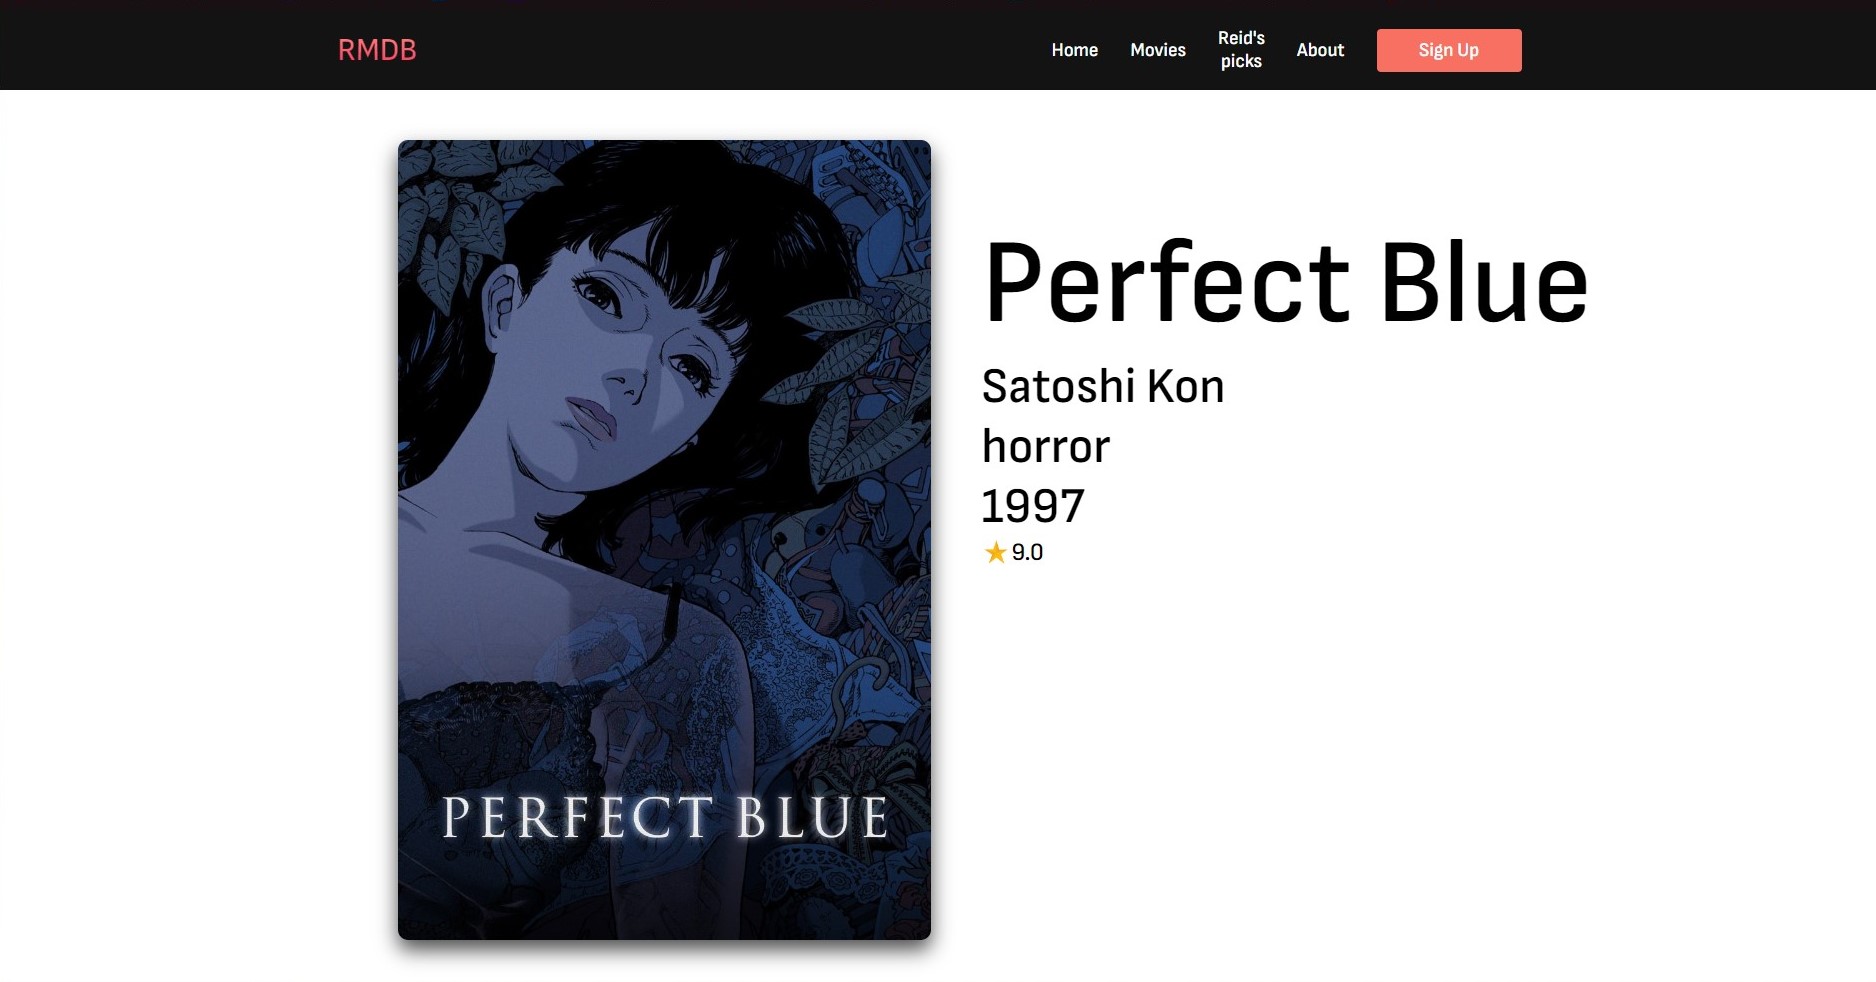 RMDB
Home
Movies
Reid's
picks
About
Sign Up
Perfect Blue
Satoshi Kon
horror
1997
9.0
PERFECT BLUE